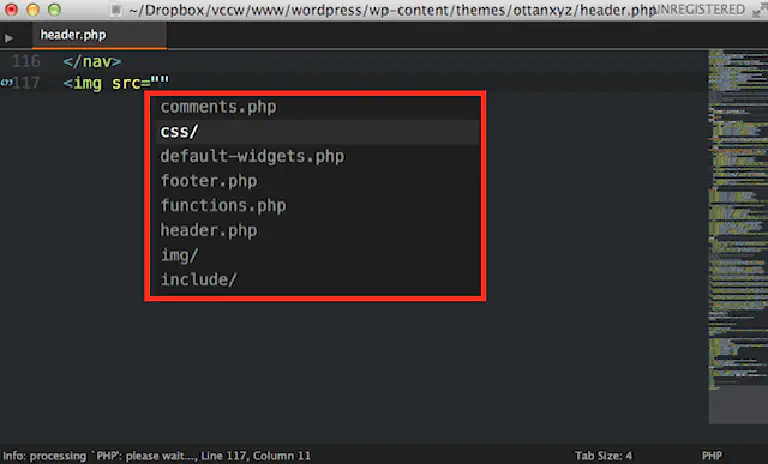 ~/Dropbox/vccw/www/wordpress/wp-content/themes/ottanxyz/header.php
UNREGISTERED
header.php
116 </nav>
117 <img src=""
comments.php
css/
default-widgets.php
footer.php
functions.php
header.php
img/
include/
Info: processing `PHP`: please wait..., Line 117, Column 11
Tab Size: 4
PHP